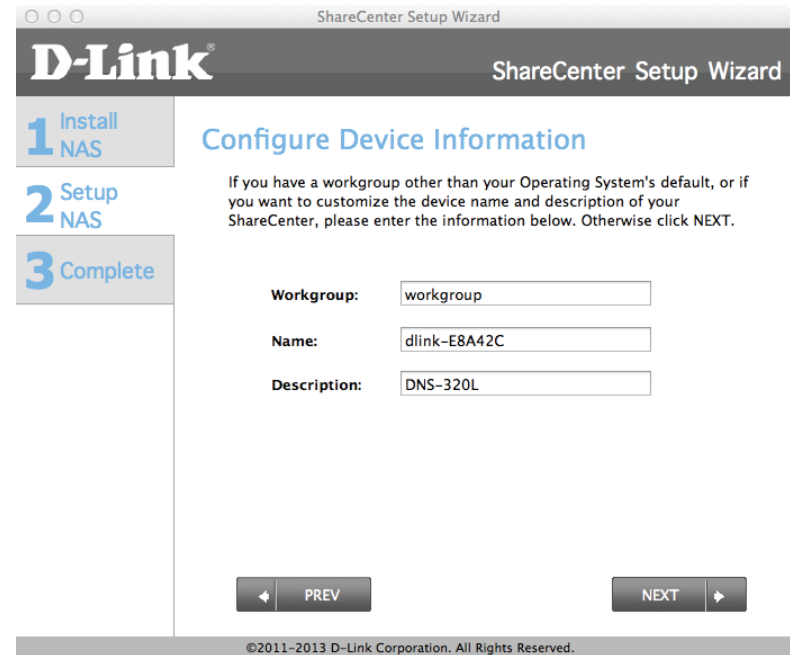 ShareCenter Setup Wizard
D-Link®
ShareCenter Setup Wizard
1 Install
NAS
2 Setup
NAS
3 Complete
Configure Device Information
If you have a workgroup other than your Operating System's default, or if
you want to customize the device name and description of your
ShareCenter, please enter the information below. Otherwise click NEXT.
Workgroup: workgroup
Name: dlink-E8A42C
Description: DNS-320L
PREV
NEXT
©2011-2013 D-Link Corporation. All Rights Reserved.